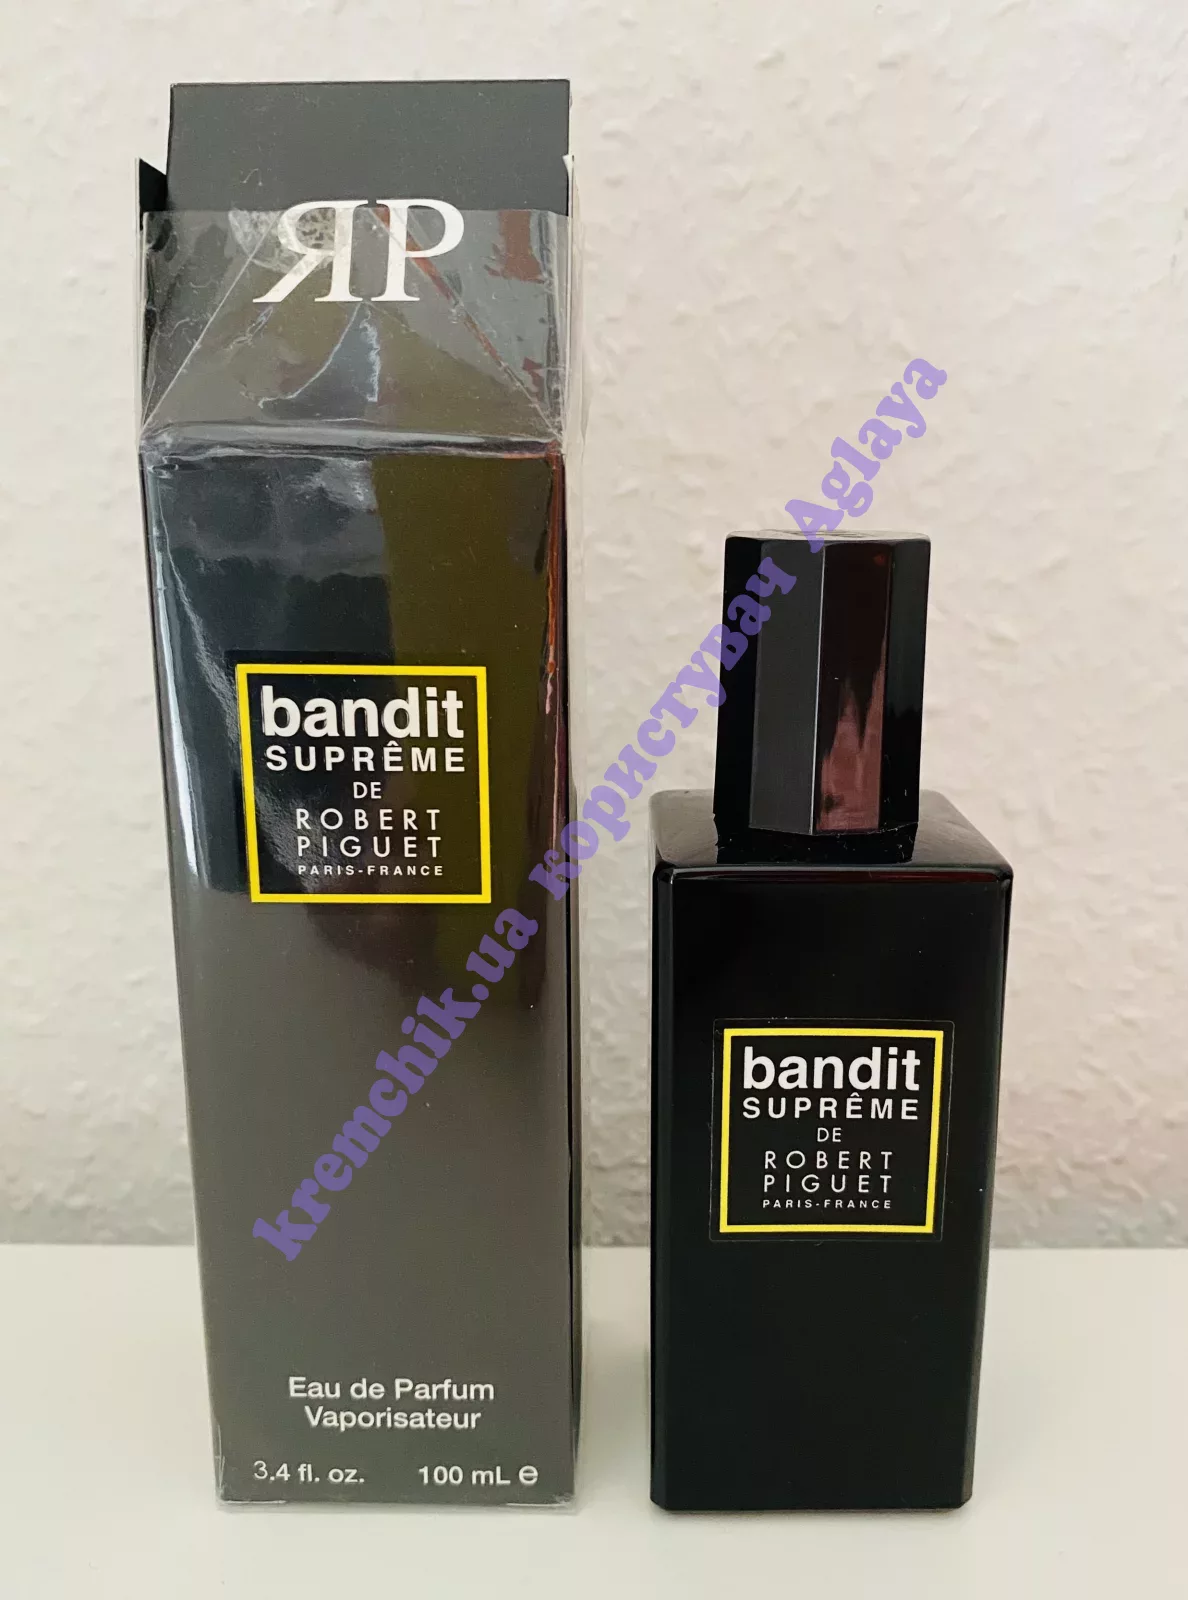 ЯP
bandit
SUPRÊME
DE
ROBERT
PIGUET
PARIS-FRANCE
Eau de Parfum
Vaporisateur
3.4 fl. oz. 100 mL e
bandit
SUPRÊME
DE
ROBERT
PIGUET
PARIS-FRANCE
kremchik.ua користувач Aglaya